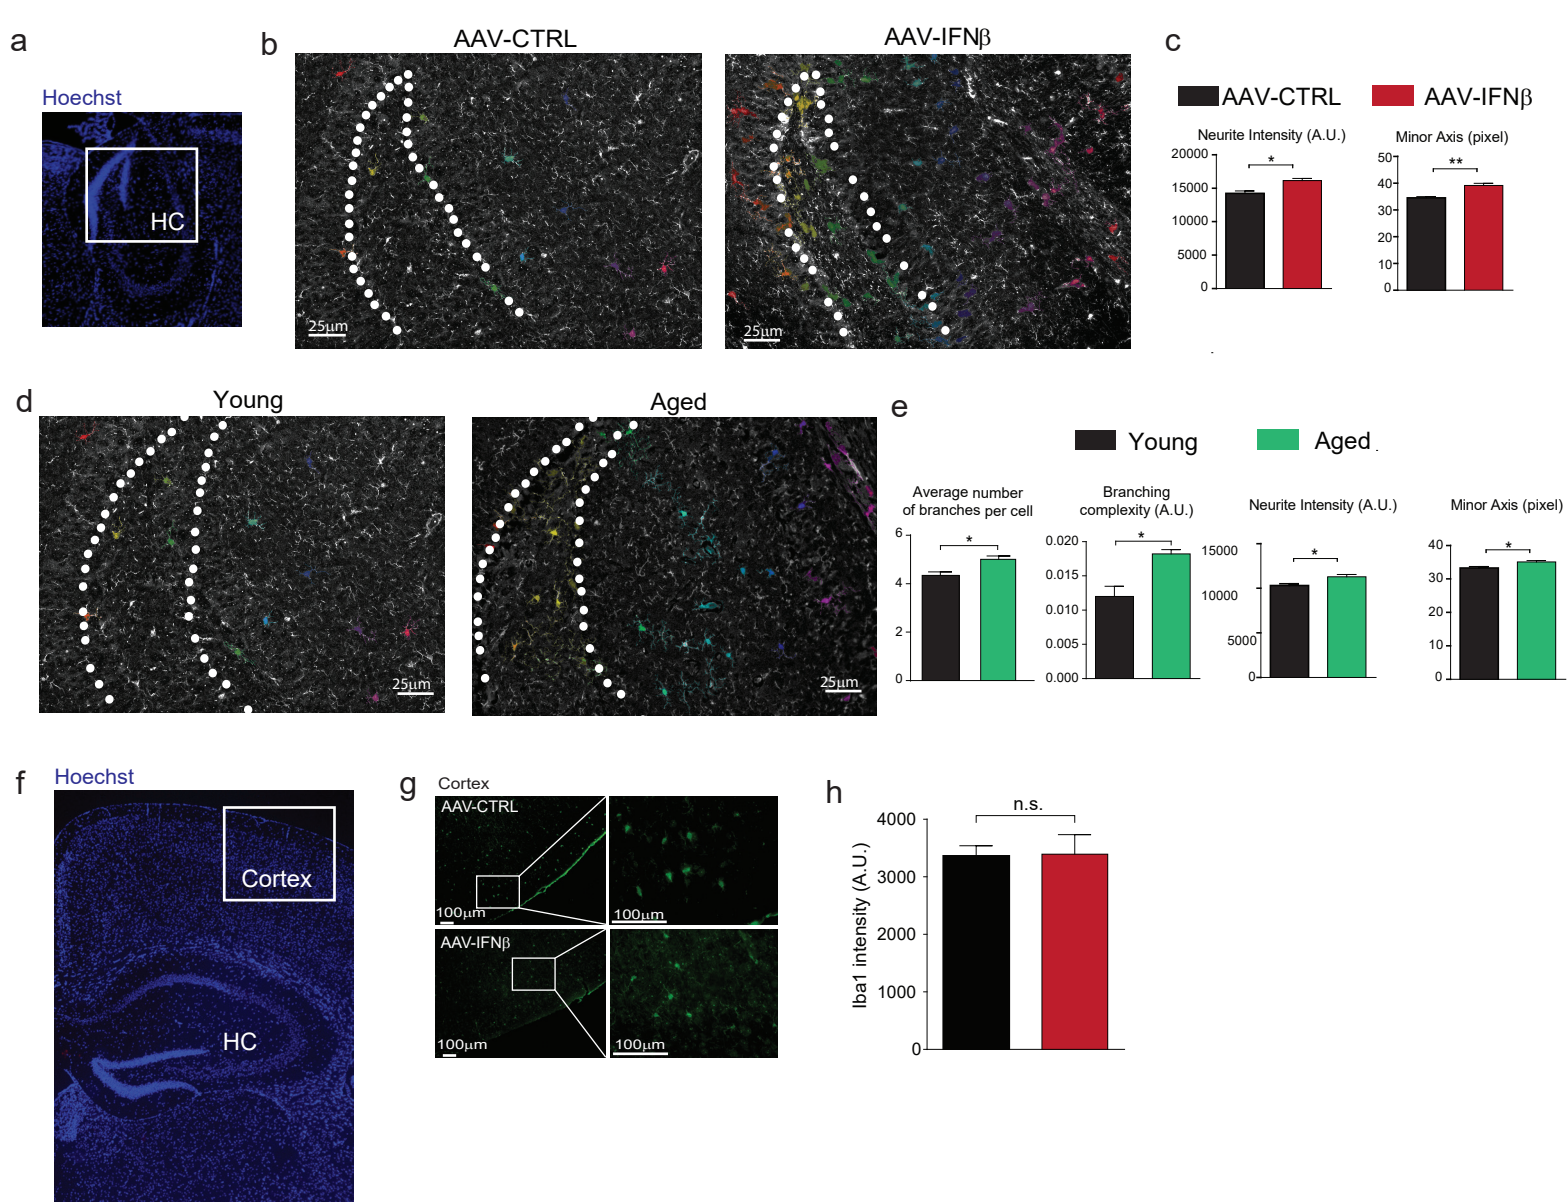 a
Hoechst
HC
b
AAV-CTRL
25μm
AAV-IFNβ
25μm
c
AAV-CTRL
AAV-IFNβ
Neurite Intensity (A.U.)
20000
15000
10000
5000
0
*
Minor Axis (pixel)
50
40
30
20
10
0
**
d
Young
25μm
Aged
25μm
e
Young
Aged
Average number
of branches per cell
6
4
2
0
*
Branching
complexity (A.U.)
0.020
0.015
0.010
0.005
0.000
*
Neurite Intensity (A.U.)
15000
10000
5000
0
*
Minor Axis (pixel)
40
30
20
10
0
*
f
Hoechst
Cortex
HC
g
Cortex
AAV-CTRL
100μm
100μm
AAV-IFNβ
100μm
100μm
h
Iba1 intensity (A.U.)
4000
3000
2000
1000
0
n.s.